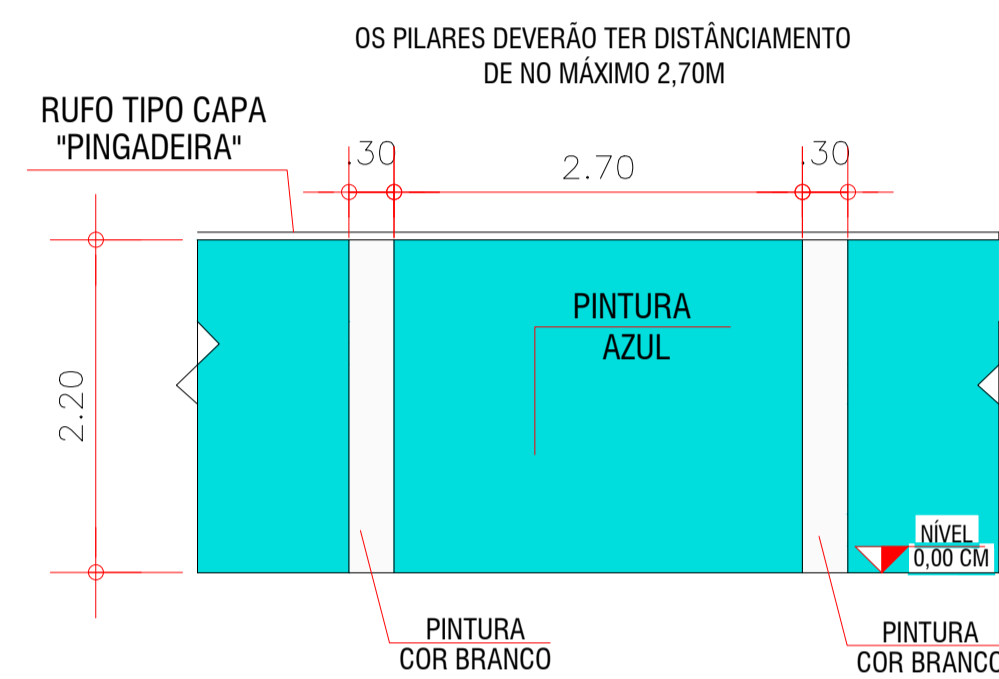 OS PILARES DEVERÃO TER DISTÂNCIAMENTO
DE NO MÁXIMO 2,70M
RUFO TIPO CAPA
"PINGADEIRA"
.30
2.70
.30
2.20
PINTURA
AZUL
NÍVEL
0,00 CM
PINTURA
COR BRANCO
PINTURA
COR BRANCO